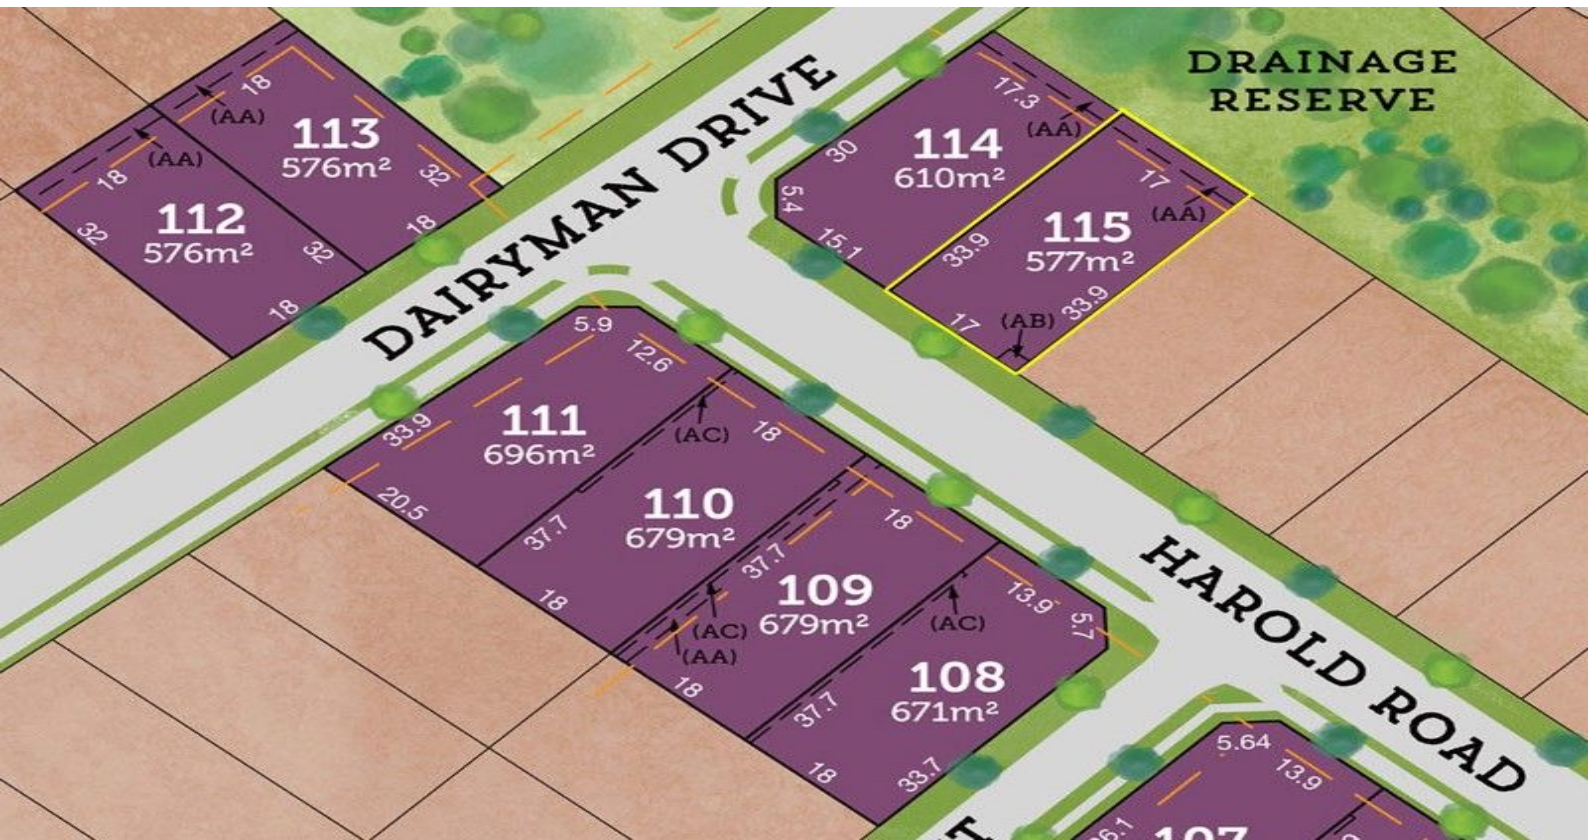 DRAINAGE
RESERVE
DAIRYMAN DRIVE
HAROLD ROAD
113
576m²
18
(AA)
32
18
112
576m²
18
(AA)
32
32
18
114
610m²
17.3
(AA)
30
5.4
15.1
115
577m²
17
(AA)
33.9
33.9
17
(AB)
111
696m²
5.9
12.6
33.9
20.5
(AC)
110
679m²
18
37.7
18
109
679m²
18
37.7
(AC)
(AA)
18
108
671m²
13.9
5.7
(AC)
37.7
33.7
18
5.64
13.9
107